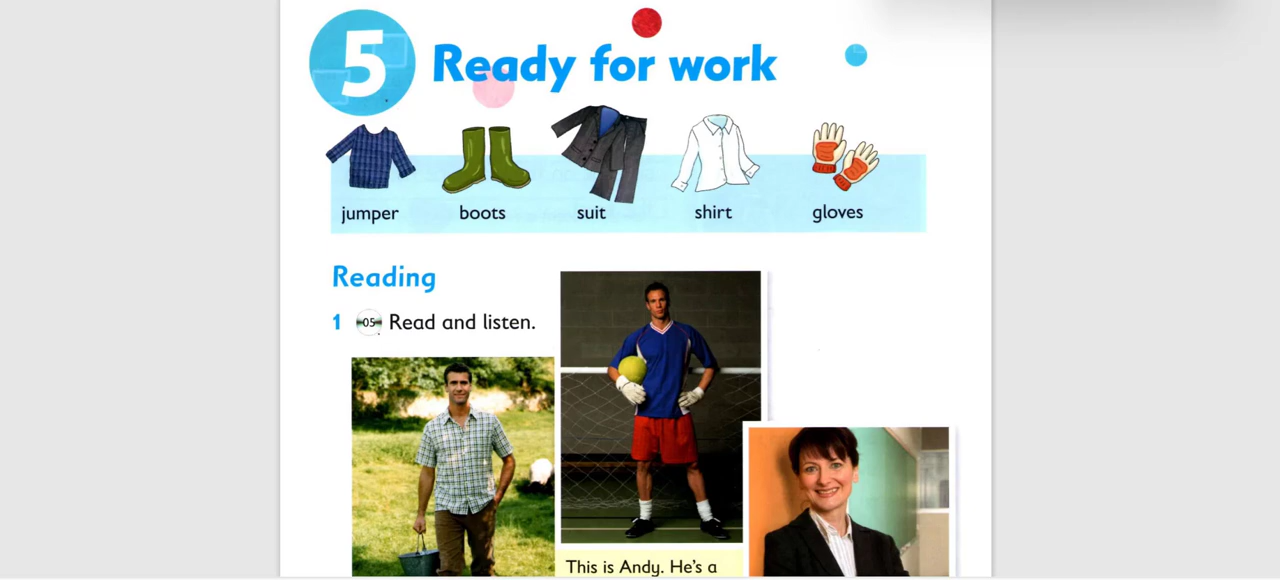 5 Ready for work
jumper boots suit shirt gloves
Reading
1 05 Read and listen.
This is Andy. He's a